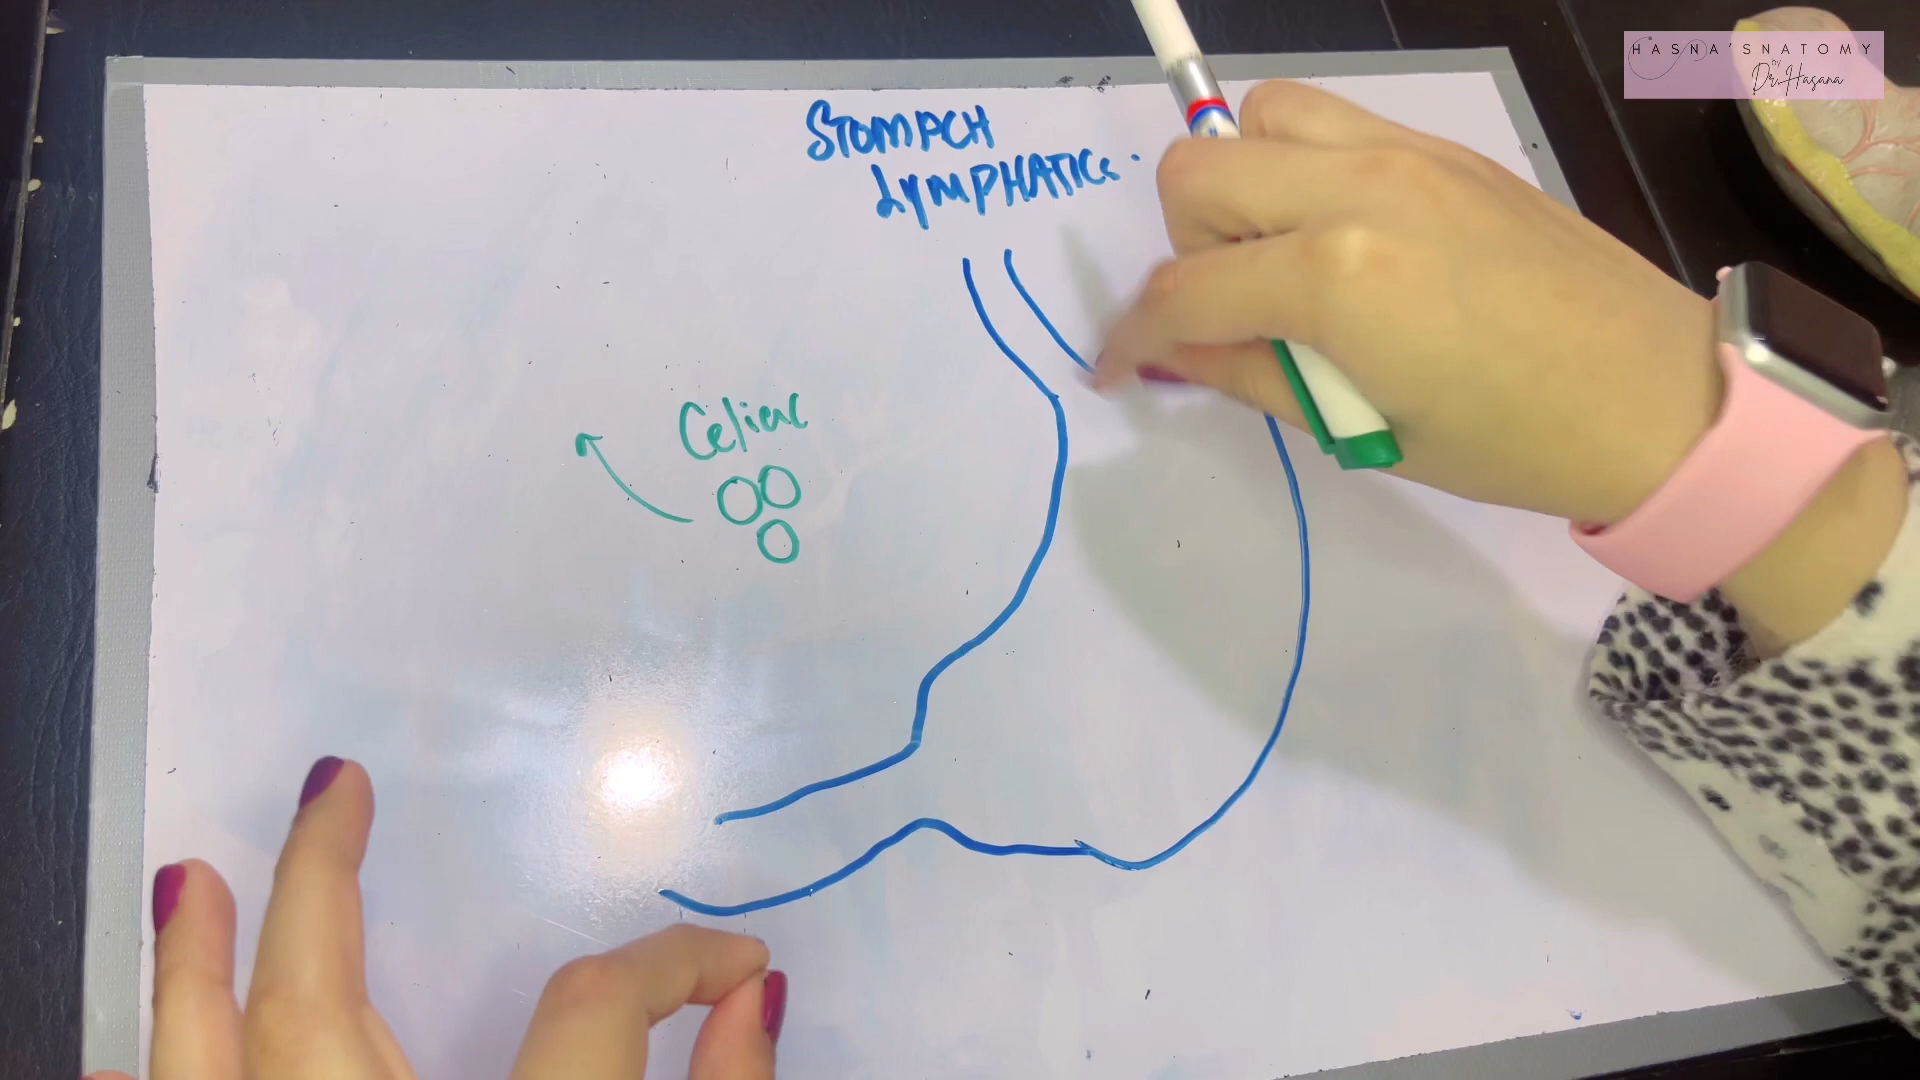 HASNA'SNATOMY
by
Dr. Hasana
STOMACH
LYMPHATICS.
Celiac